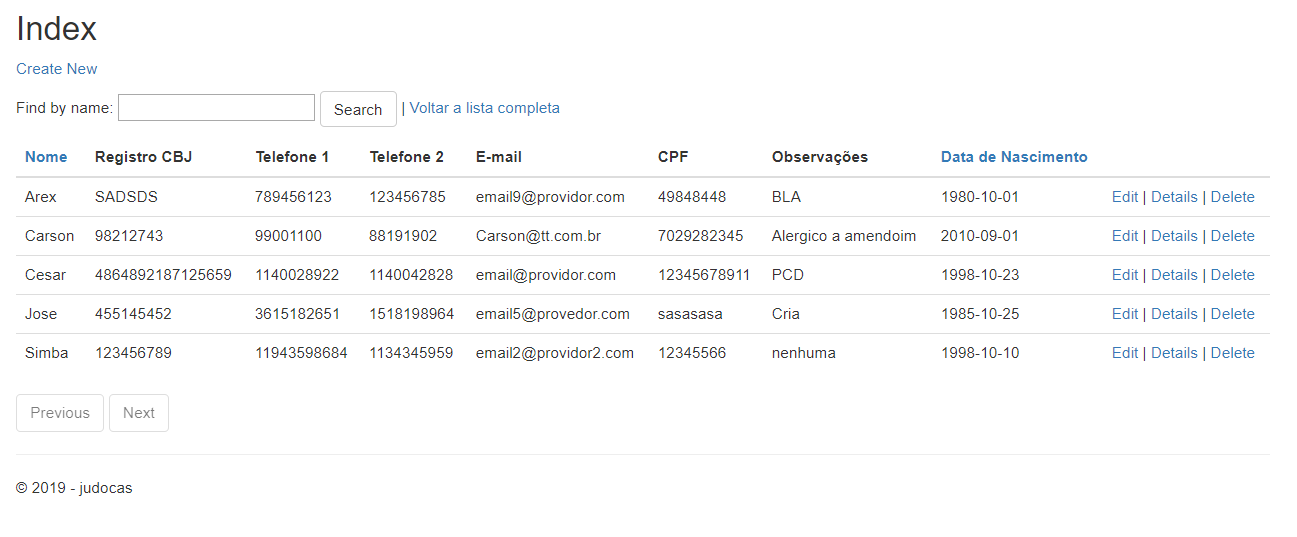 Index
Create New
Find by name: Search | Voltar a lista completa
Nome Registro CBJ Telefone 1 Telefone 2 E-mail CPF Observações Data de Nascimento
Arex SADSDS 789456123 123456785 email9@providor.com 49848448 BLA 1980-10-01 Edit | Details | Delete
Carson 98212743 99001100 88191902 Carson@tt.com.br 7029282345 Alergico a amendoim 2010-09-01 Edit | Details | Delete
Cesar 4864892187125659 1140028922 1140042828 email@providor.com 12345678911 PCD 1998-10-23 Edit | Details | Delete
Jose 455145452 3615182651 1518198964 email5@provedor.com sasasasa Cria 1985-10-25 Edit | Details | Delete
Simba 123456789 11943598684 1134345959 email2@providor2.com 12345566 nenhuma 1998-10-10 Edit | Details | Delete
Previous Next
© 2019 - judocas